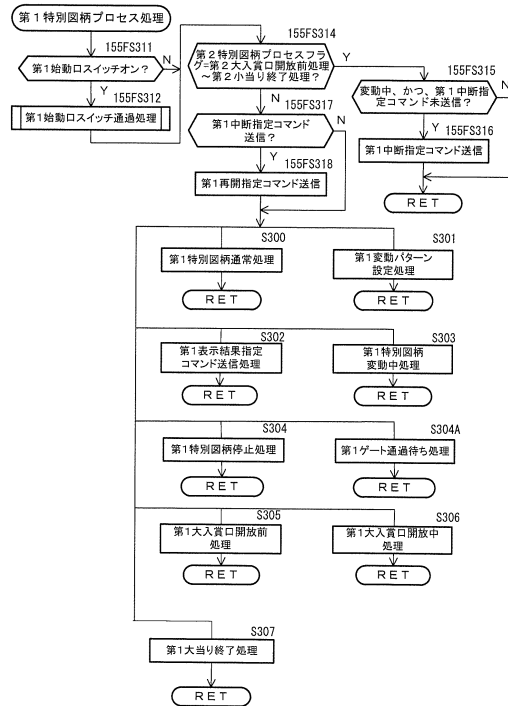 第１特別図柄プロセス処理
155FS311
第１始動口スイッチオン？
N
Y
155FS312
第１始動口スイッチ通過処理
155FS314
第２特別図柄プロセスフラ
グ=第２大入賞口開放前処理
～第２小当り終了処理？
Y
N
155FS315
変動中、かつ、第１中断指
定コマンド未送信？
N
Y
155FS316
第１中断指定コマンド送信
RET
155FS317
第１中断指定コマンド
送信？
N
Y
155FS318
第１再開指定コマンド送信
S300
第１特別図柄通常処理
RET
S301
第１変動パターン
設定処理
RET
S302
第１表示結果指定
コマンド送信処理
RET
S303
第１特別図柄
変動中処理
RET
S304
第１特別図柄停止処理
RET
S304A
第１ゲート通過待ち処理
RET
S305
第１大入賞口開放前
処理
RET
S306
第１大入賞口開放中
処理
RET
S307
第１大当り終了処理
RET